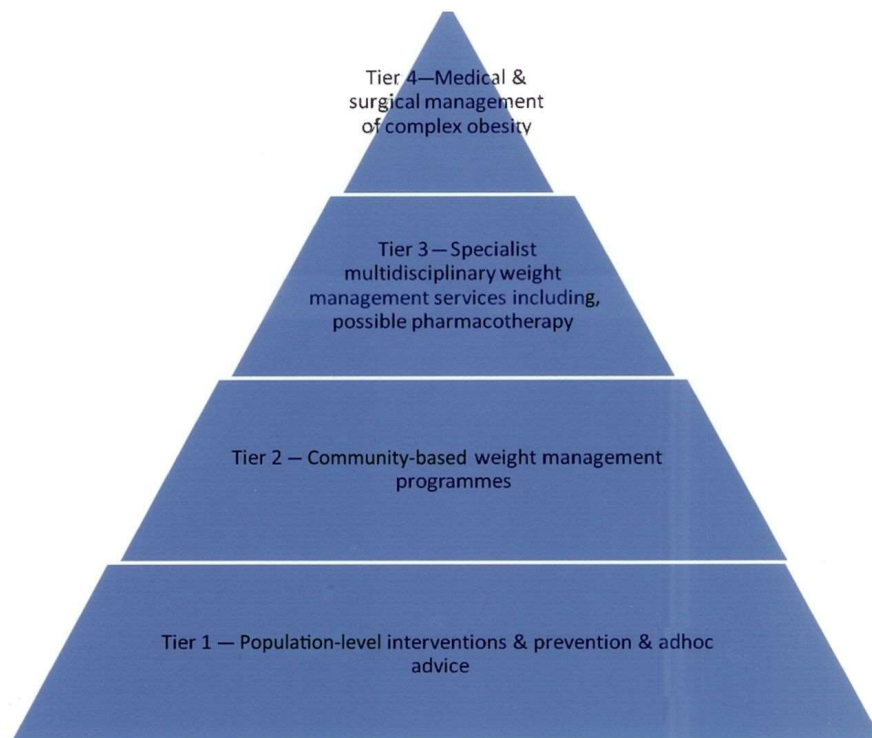 Tier 4—Medical &
surgical management
of complex obesity
Tier 3 — Specialist
multidisciplinary weight
management services including,
possible pharmacotherapy
Tier 2 — Community-based weight management
programmes
Tier 1 — Population-level interventions & prevention & adhoc
advice